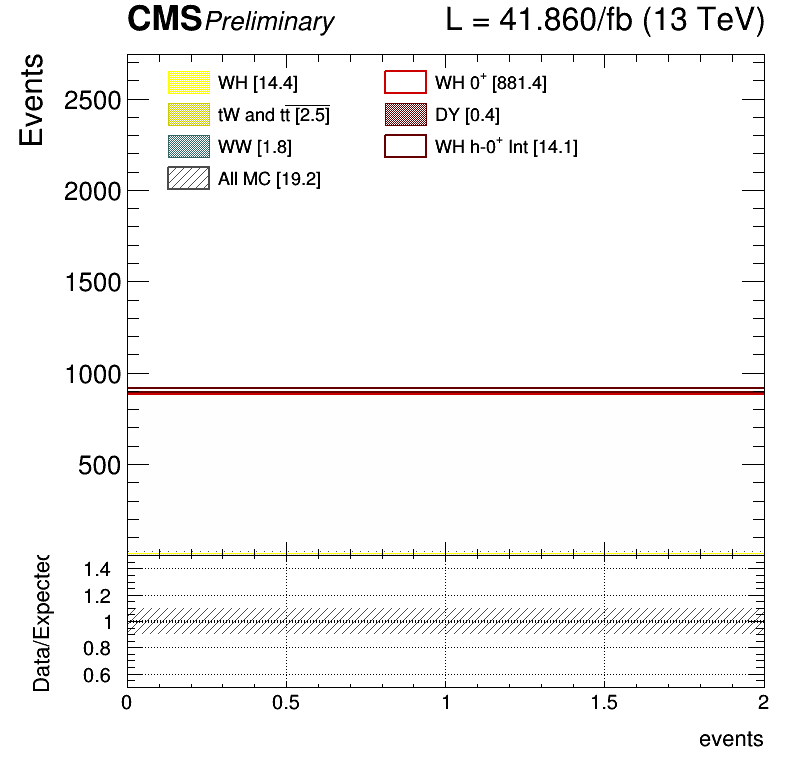 CMS Preliminary L = 41.860/fb (13 TeV)
Events
WH [14.4] WH 0⁺ [881.4]
tW and tt̅ [2.5] DY [0.4]
WW [1.8] WH h-0⁺ Int [14.1]
All MC [19.2]
2500
2000
1500
1000
500
Data/Expected
1.4
1.2
1
0.8
0.6
0 0.5 1 1.5 2
events